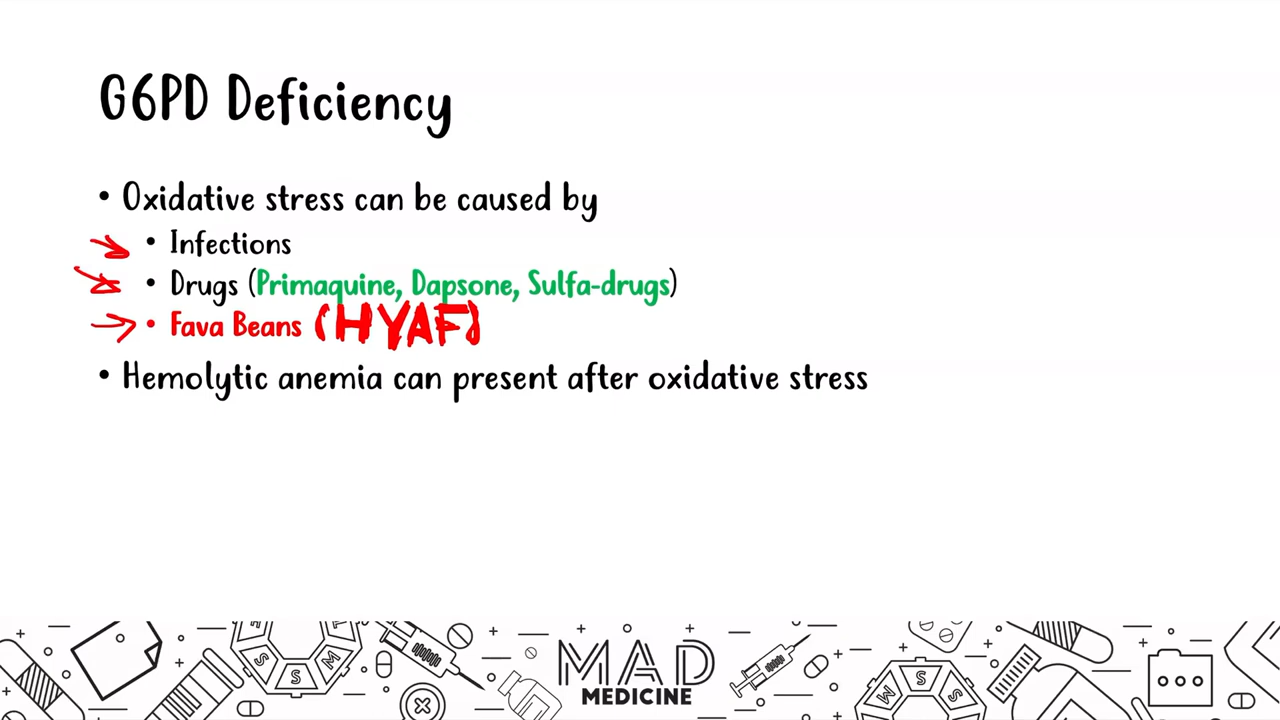 G6PD Deficiency
• Oxidative stress can be caused by
• Infections
• Drugs (Primaquine, Dapsone, Sulfa-drugs)
• Fava Beans (HYAF)
• Hemolytic anemia can present after oxidative stress
MAD
MEDICINE